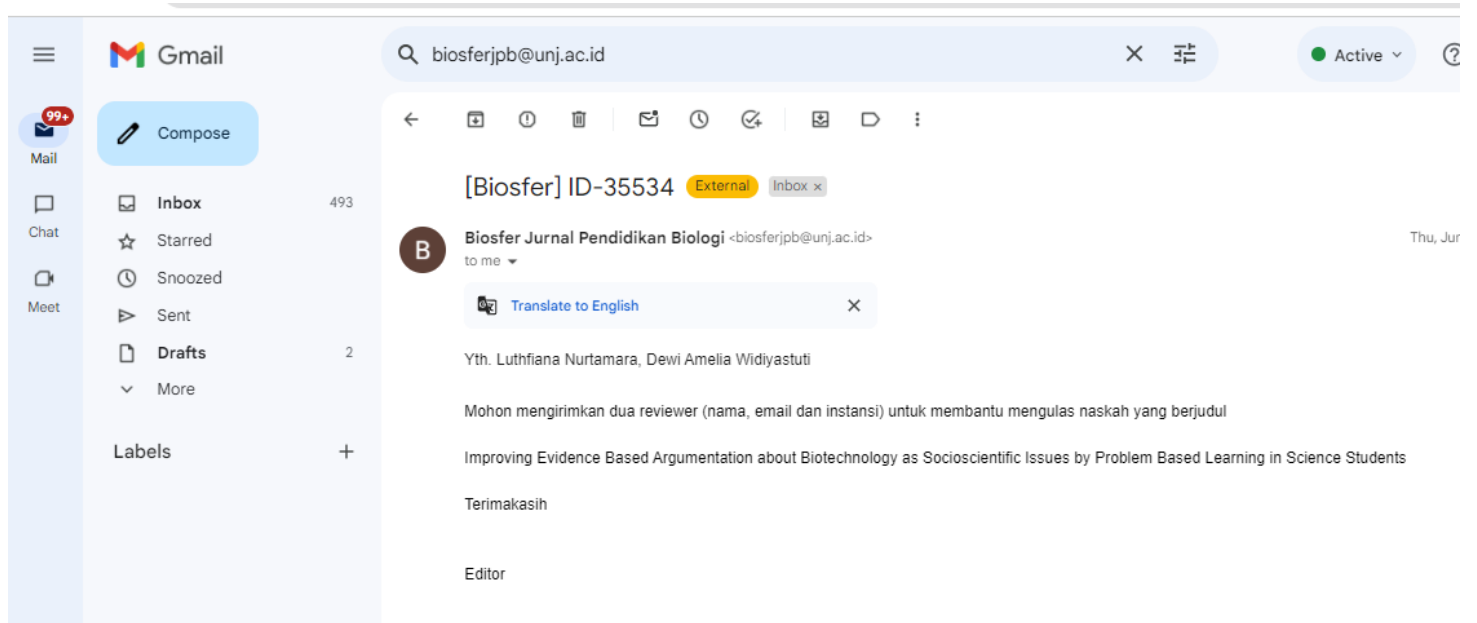 Gmail
biosferjpb@unj.ac.id
Active
99+
Mail
Compose
Chat
Meet
Inbox 493
Starred
Snoozed
Sent
Drafts 2
More
Labels
[Biosfer] ID-35534 External Inbox ×
B
Biosfer Jurnal Pendidikan Biologi <biosferjpb@unj.ac.id> Thu, Jun
to me
Translate to English
Yth. Luthfiana Nurtamara, Dewi Amelia Widiyastuti
Mohon mengirimkan dua reviewer (nama, email dan instansi) untuk membantu mengulas naskah yang berjudul
Improving Evidence Based Argumentation about Biotechnology as Socioscientific Issues by Problem Based Learning in Science Students
Terimakasih
Editor